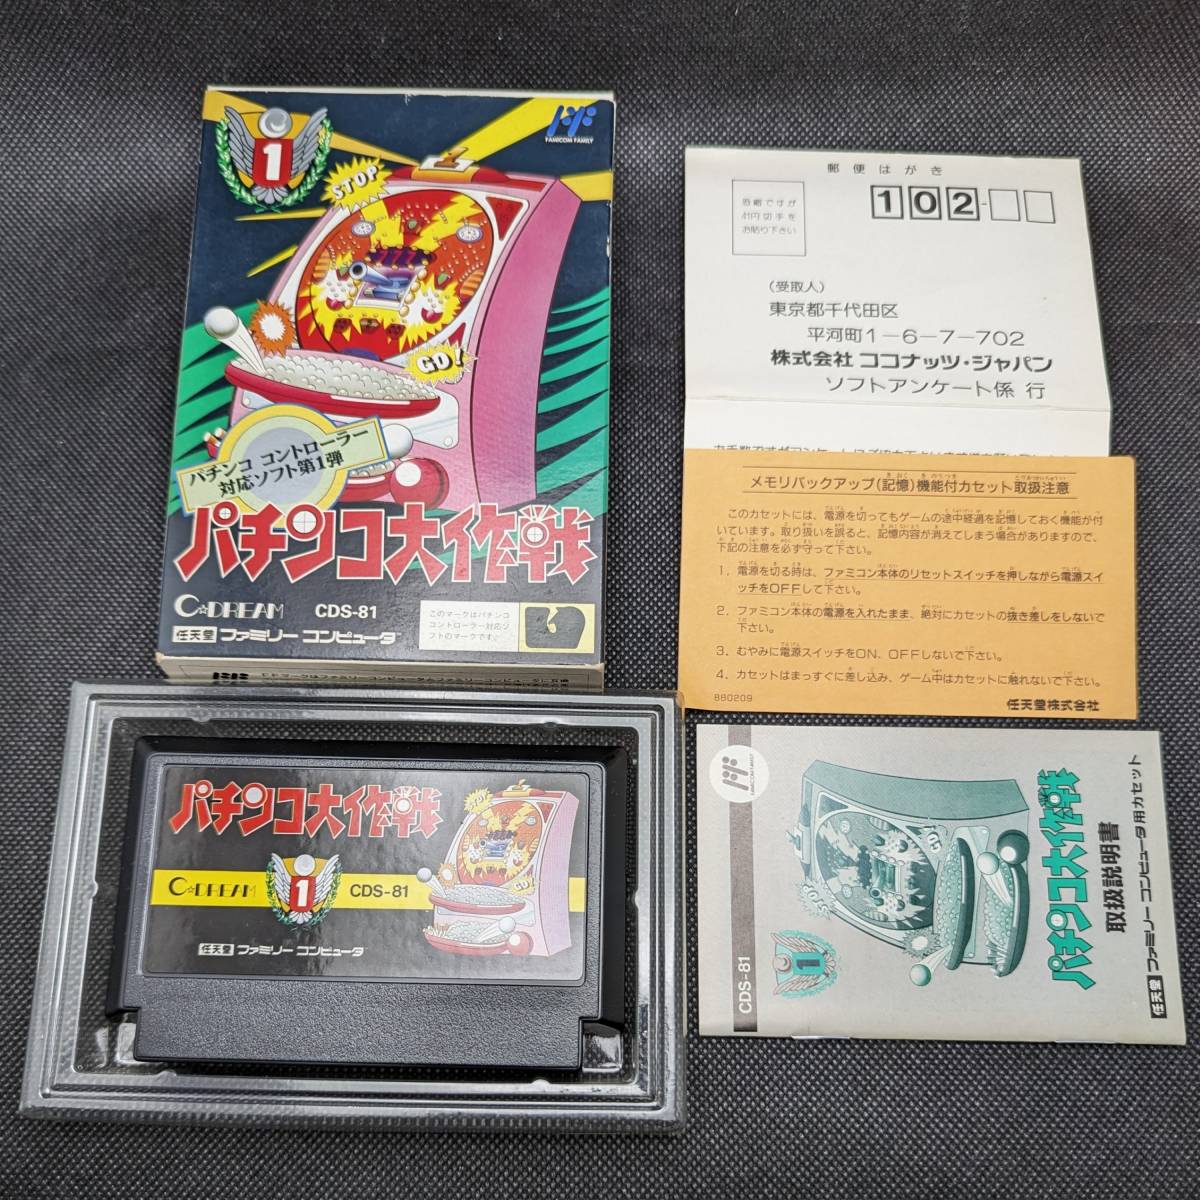 1
FAMICOM FAMILY
1
STOP
GO!
パチンコ コントローラー
対応ソフト第1弾
パチンコ大作戦
C☆DREAM CDS-81
このマークはパチンコ
コントローラー対応ソ
フトのマークです。
任天堂 ファミリー コンピュータ™
郵便はがき
恐縮ですが
41円切手を
お貼り下さい
102-
(受取人)
東京都千代田区
平河町1-6-7-702
株式会社 ココナッツ・ジャパン
ソフトアンケート係 行
メモリバックアップ(記憶)機能付カセット取扱注意
このカセットには、電源を切ってもゲームの途中経過を記憶しておく機能が付
いています。取り扱いを誤ると、記憶内容が消えてしまう場合がありますので、
下記の注意を必ず守って下さい。
1. 電源を切る時は、ファミコン本体のリセットスイッチを押しながら電源スイ
ッチをOFFして下さい。
2. ファミコン本体の電源を入れたまま、絶対にカセットの抜き差しをしないで
下さい。
3. むやみに電源スイッチをON、OFFしないで下さい。
4. カセットはまっすぐに差し込み、ゲーム中はカセットに触れないで下さい。
880209
任天堂株式会社
パチンコ大作戦
STOP
GO!
C☆DREAM
1
CDS-81
任天堂 ファミリー コンピュータ™
FAMICOM FAMILY
CDS-81
1
STOP
GO!
パチンコ大作戦
取扱説明書
任天堂 ファミリー コンピュータ用カセット